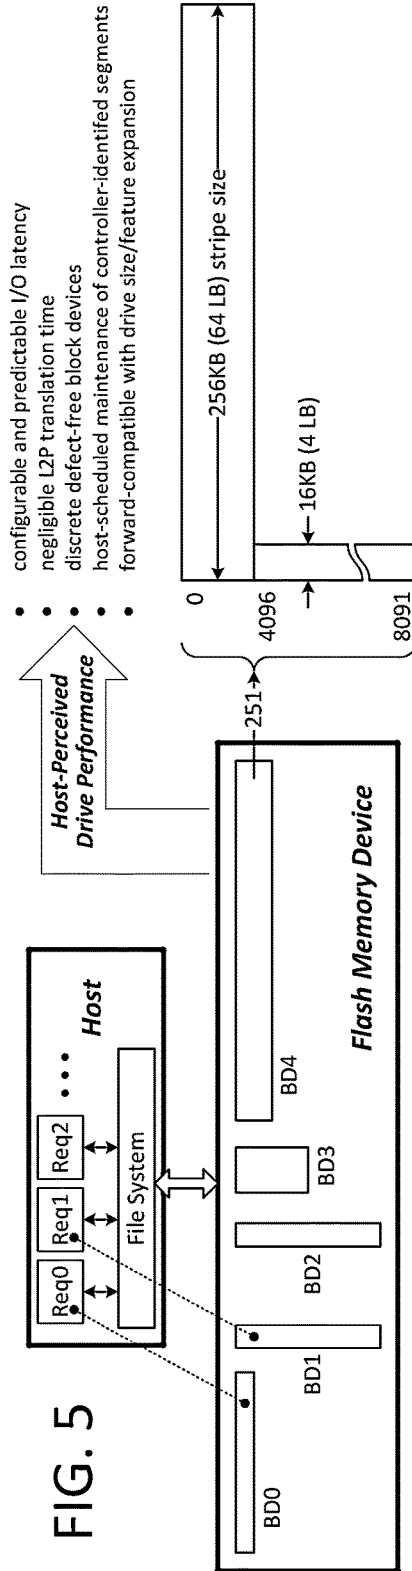 FIG. 5
Req0
Req1
Req2
• • •
File System
Host
Host-Perceived
Drive Performance
• configurable and predictable I/O latency
• negligible L2P translation time
• discrete defect-free block devices
• host-scheduled maintenance of controller-identifed segments
• forward-compatible with drive size/feature expansion
BD0
BD1
BD2
BD3
BD4
Flash Memory Device
251
0
4096
8091
256KB (64 LB) stripe size
16KB (4 LB)